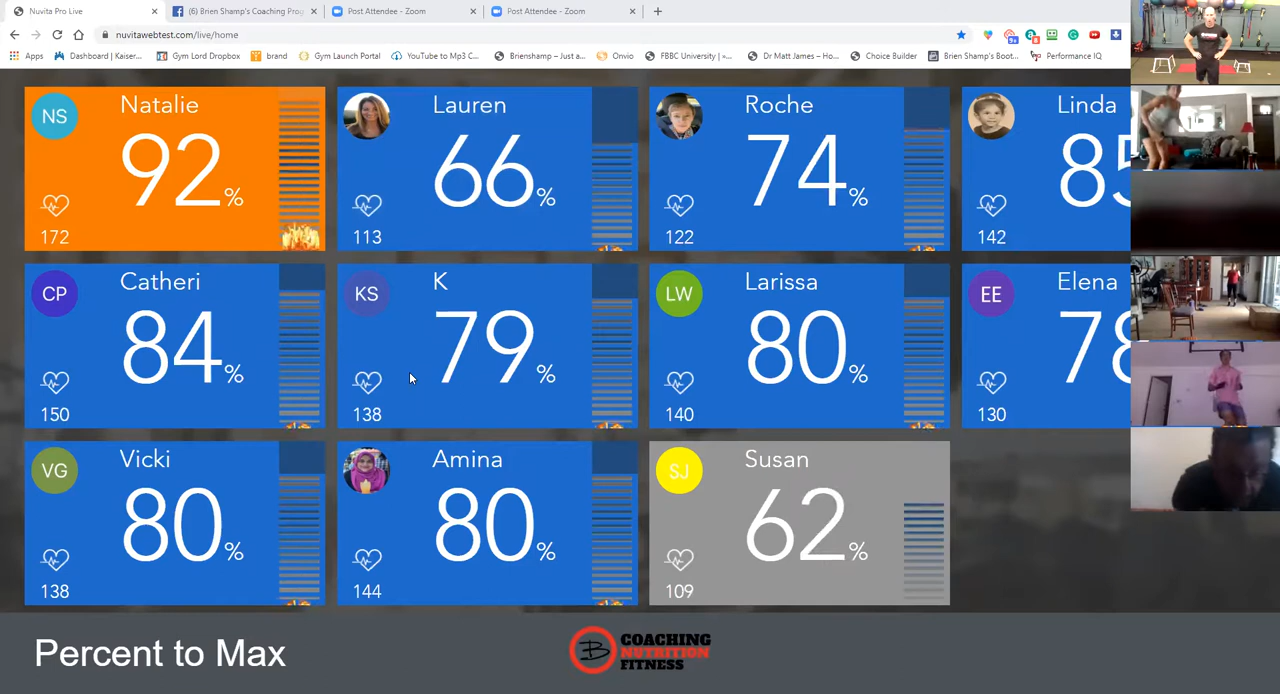 Nuvita Pro Live
(6) Brien Shamp's Coaching Prog
Post Attendee - Zoom
Post Attendee - Zoom
nuvitawebtest.com/live/home
Apps
Dashboard | Kaiser...
Gym Lord Dropbox
brand
Gym Launch Portal
YouTube to Mp3 C...
Onvio
Brienshamp – Just a...
FBBC University | »...
Dr Matt James – Ho...
Choice Builder
Brien Shamp's Boot...
Performance IQ
NS
Natalie
92%
172
Lauren
66%
113
Roche
74%
122
Linda
85
142
CP
Catheri
84%
150
KS
K
79%
138
LW
Larissa
80%
140
EE
Elena
78
130
VG
Vicki
80%
138
Amina
80%
144
SJ
Susan
62%
109
Percent to Max
B
COACHING
NUTRITION
FITNESS